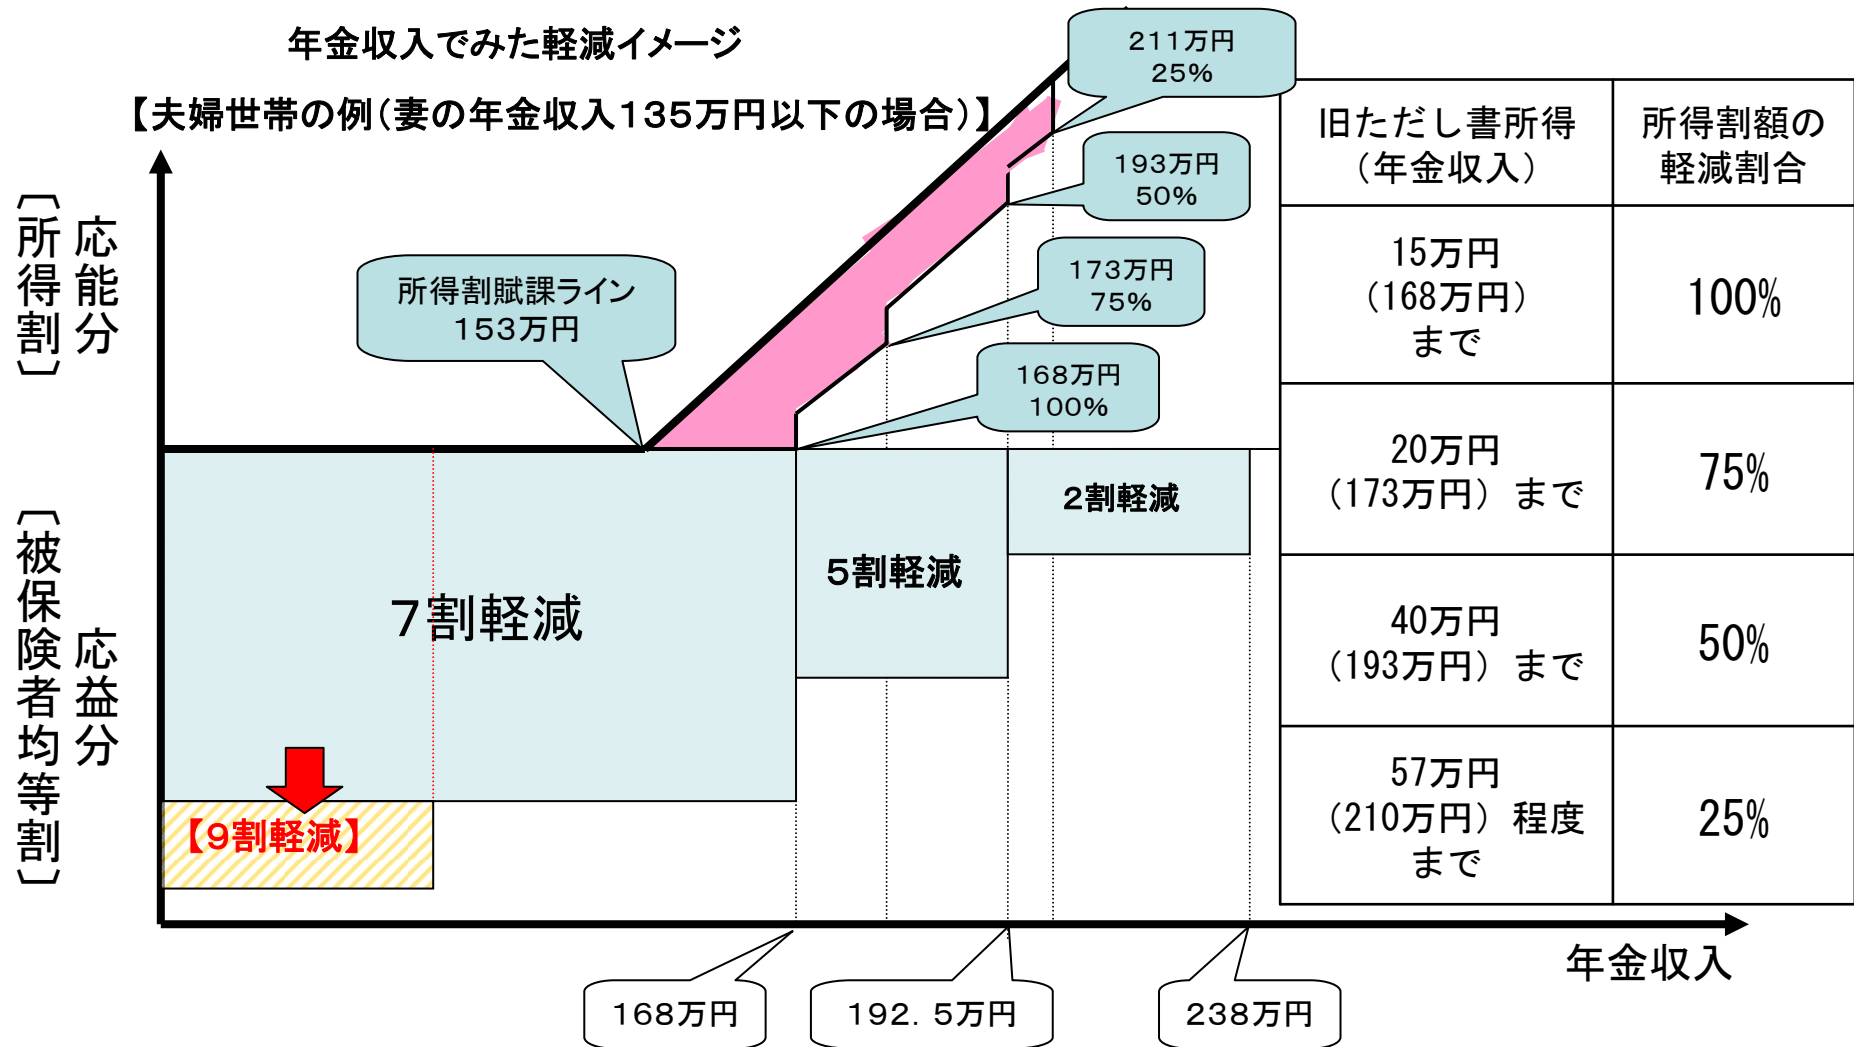 年金収入でみた軽減イメージ
【夫婦世帯の例（妻の年金収入135万円以下の場合）】
〔所得割〕
応能分
〔被保険者均等割〕
応益分
所得割賦課ライン
153万円
211万円
25%
193万円
50%
173万円
75%
168万円
100%
7割軽減
5割軽減
2割軽減
【9割軽減】
168万円
192．5万円
238万円
年金収入
旧ただし書所得
（年金収入）
所得割額の
軽減割合
15万円
（168万円）
まで
100%
20万円
（173万円）まで
75%
40万円
（193万円）まで
50%
57万円
（210万円）程度
まで
25%